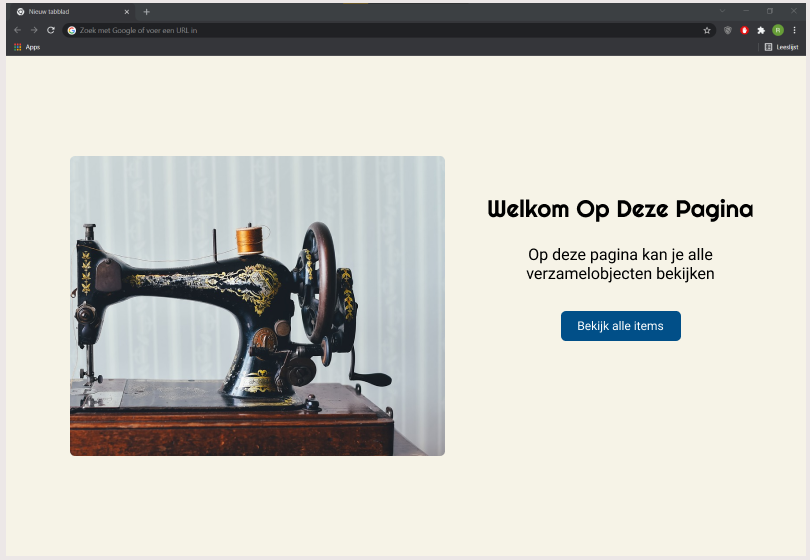 Nieuw tabblad
Zoek met Google of voer een URL in
R
Apps
Leeslijst
Welkom Op Deze Pagina
Op deze pagina kan je alle
verzamelobjecten bekijken
Bekijk alle items